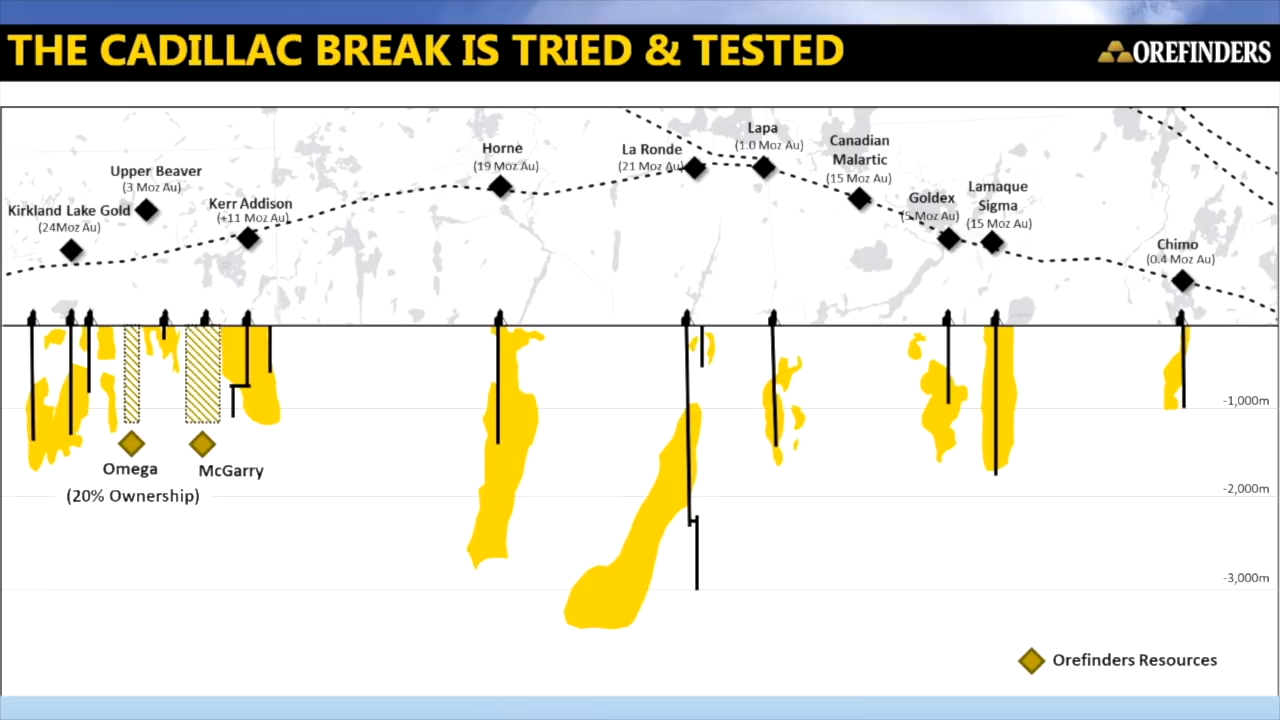 THE CADILLAC BREAK IS TRIED & TESTED
OREFINDERS
Lapa
(1.0 Moz Au)
Canadian
Malartic
(15 Moz Au)
Horne
(19 Moz Au)
La Ronde
(21 Moz Au)
Upper Beaver
(3 Moz Au)
Lamaque
Sigma
(15 Moz Au)
Goldex
(5 Moz Au)
Kirkland Lake Gold
(24Moz Au)
Kerr Addison
(+11 Moz Au)
Chimo
(0.4 Moz Au)
-1,000m
Omega
McGarry
(20% Ownership)
-2,000m
-3,000m
Orefinders Resources